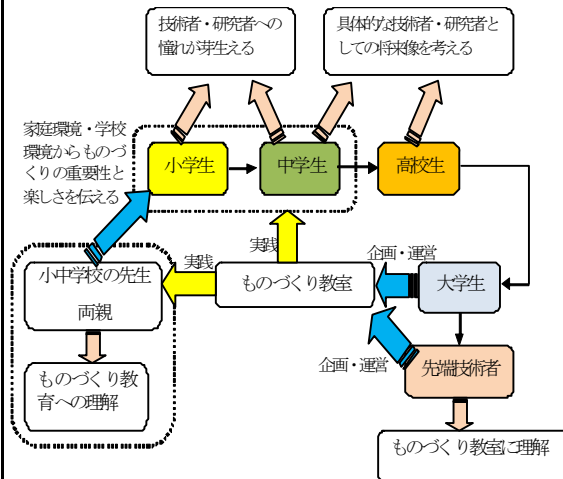 技術者・研究者への
憧れが芽生える
具体的な技術者・研究者と
しての将来像を考える
家庭環境・学校
環境からものづ
くりの重要性と
楽しさを伝える
小学生
中学生
高校生
実践
実践
企画・運営
小中学校の先生
両親
ものづくり教室
大学生
企画・運営
先端技術者
ものづくり教
育への理解
ものづくり教室に理解